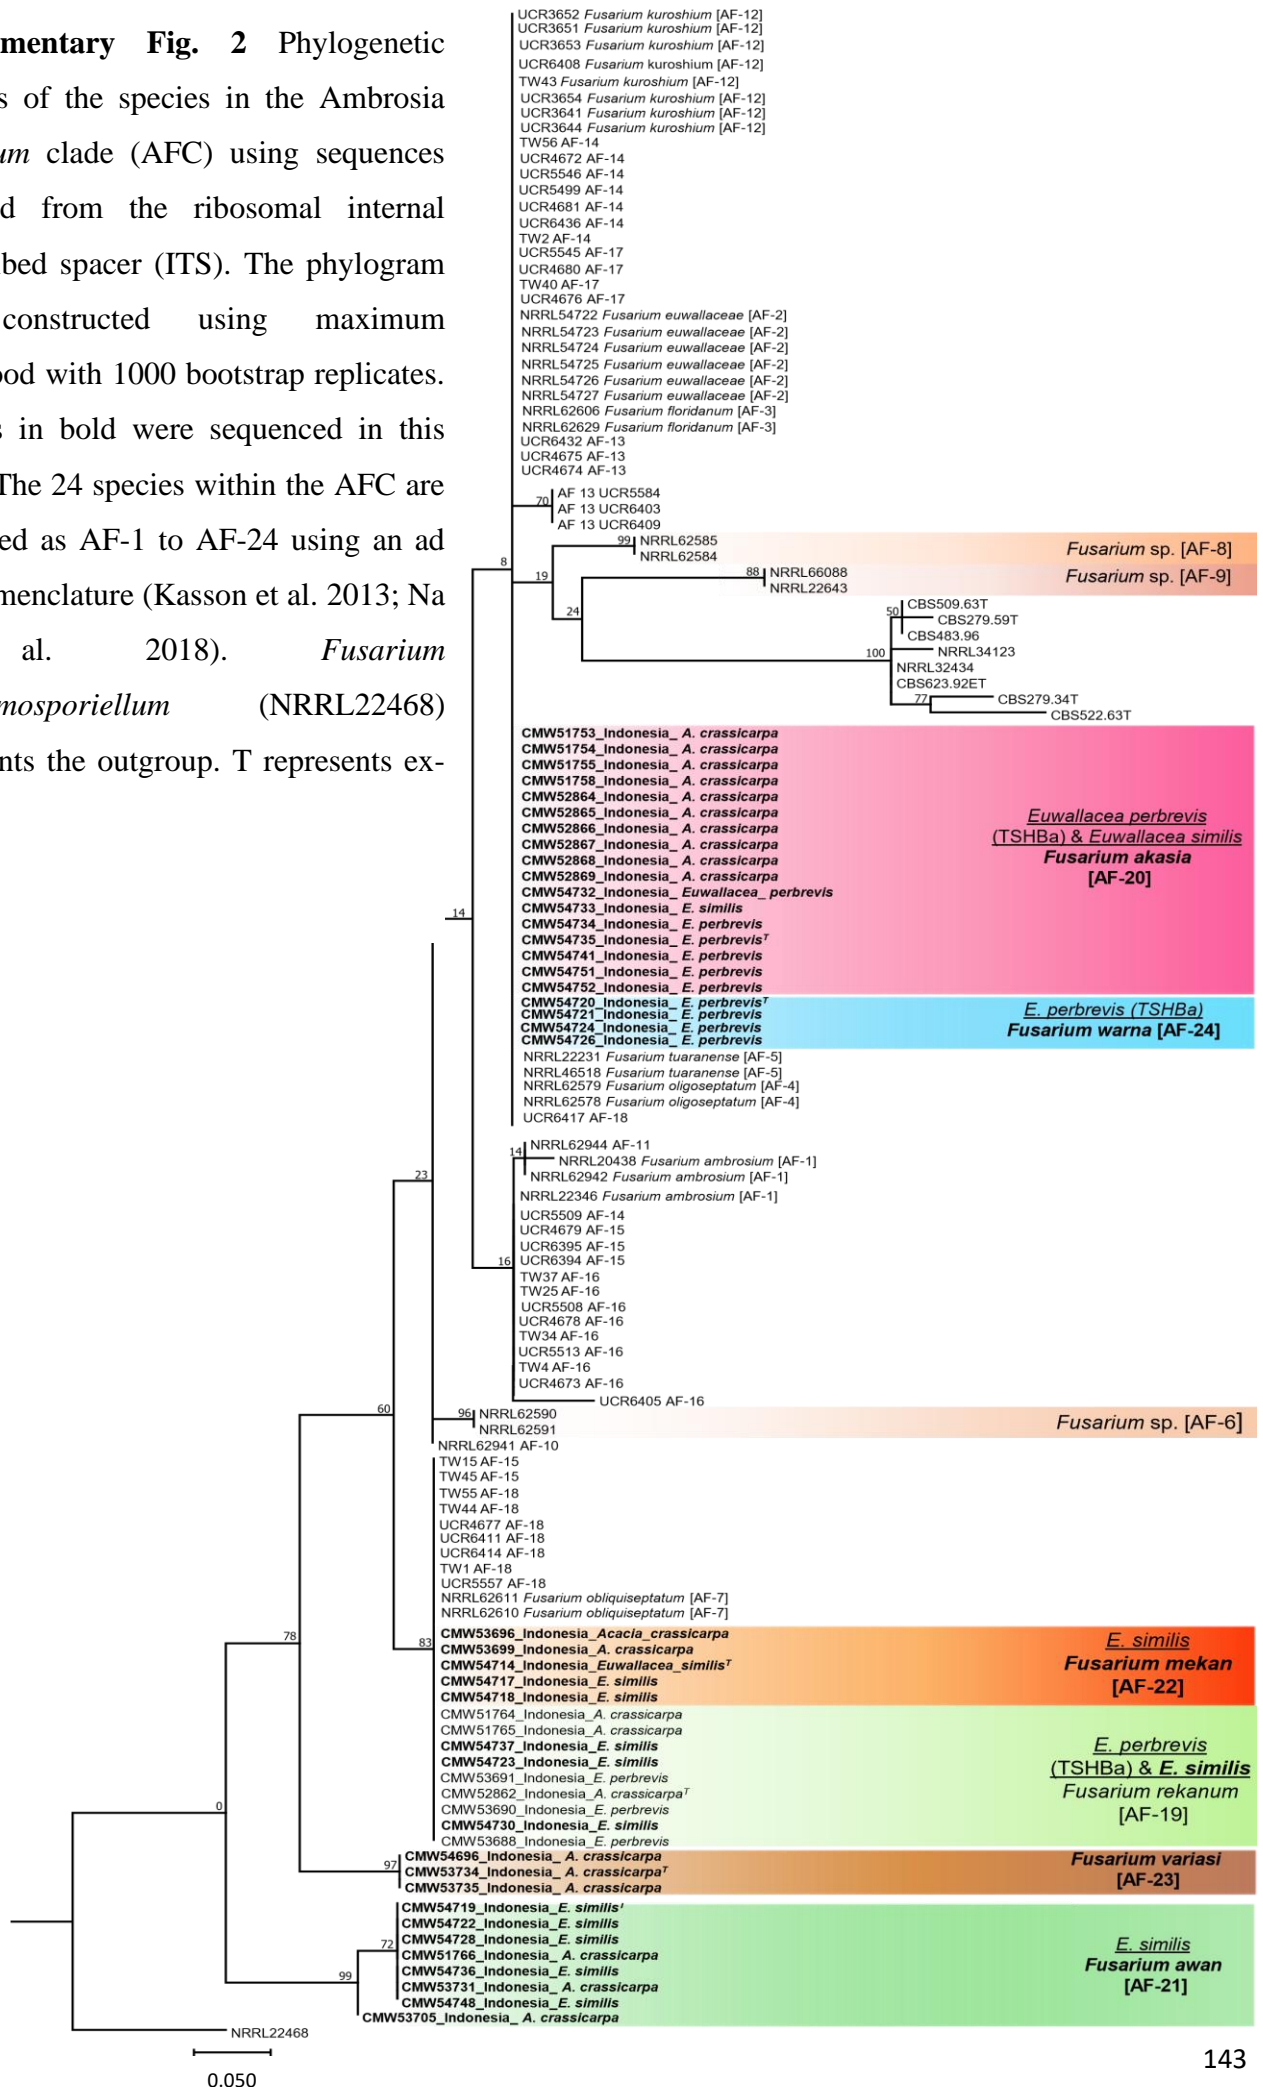 mentary Fig. 2 Phylogenetic
s of the species in the Ambrosia
um clade (AFC) using sequences
d from the ribosomal internal
bed spacer (ITS). The phylogram
constructed using maximum
ood with 1000 bootstrap replicates.
s in bold were sequenced in this
The 24 species within the AFC are
ed as AF-1 to AF-24 using an ad
menclature (Kasson et al. 2013; Na
al. 2018). Fusarium
mosporiellum (NRRL22468)
nts the outgroup. T represents ex-
UCR3652 Fusarium kuroshium [AF-12]
UCR3651 Fusarium kuroshium [AF-12]
UCR3653 Fusarium kuroshium [AF-12]
UCR6408 Fusarium kuroshium [AF-12]
TW43 Fusarium kuroshium [AF-12]
UCR3654 Fusarium kuroshium [AF-12]
UCR3641 Fusarium kuroshium [AF-12]
UCR3644 Fusarium kuroshium [AF-12]
TW56 AF-14
UCR4672 AF-14
UCR5546 AF-14
UCR5499 AF-14
UCR4681 AF-14
UCR6436 AF-14
TW2 AF-14
UCR5545 AF-17
UCR4680 AF-17
TW40 AF-17
UCR4676 AF-17
NRRL54722 Fusarium euwallaceae [AF-2]
NRRL54723 Fusarium euwallaceae [AF-2]
NRRL54724 Fusarium euwallaceae [AF-2]
NRRL54725 Fusarium euwallaceae [AF-2]
NRRL54726 Fusarium euwallaceae [AF-2]
NRRL54727 Fusarium euwallaceae [AF-2]
NRRL62606 Fusarium floridanum [AF-3]
NRRL62629 Fusarium floridanum [AF-3]
UCR6432 AF-13
UCR4675 AF-13
UCR4674 AF-13
70 AF 13 UCR5584
AF 13 UCR6403
AF 13 UCR6409
99 NRRL62585
NRRL62584
Fusarium sp. [AF-8]
8
19
88 NRRL66088
NRRL22643
Fusarium sp. [AF-9]
24
50 CBS509.63T
CBS279.59T
CBS483.96
100 NRRL34123
NRRL32434
CBS623.92ET
77 CBS279.34T
CBS522.63T
CMW51753_Indonesia_ A. crassicarpa
CMW51754_Indonesia_ A. crassicarpa
CMW51755_Indonesia_ A. crassicarpa
CMW51758_Indonesia_ A. crassicarpa
CMW52864_Indonesia_ A. crassicarpa
CMW52865_Indonesia_ A. crassicarpa
CMW52866_Indonesia_ A. crassicarpa
CMW52867_Indonesia_ A. crassicarpa
CMW52868_Indonesia_ A. crassicarpa
CMW52869_Indonesia_ A. crassicarpa
CMW54732_Indonesia_ Euwallacea_ perbrevis
CMW54733_Indonesia_ E. similis
CMW54734_Indonesia_ E. perbrevis
CMW54735_Indonesia_ E. perbrevisT
CMW54741_Indonesia_ E. perbrevis
CMW54751_Indonesia_ E. perbrevis
CMW54752_Indonesia_ E. perbrevis
Euwallacea perbrevis
(TSHBa) & Euwallacea similis
Fusarium akasia
[AF-20]
14
CMW54720_Indonesia_ E. perbrevisT
CMW54721_Indonesia_ E. perbrevis
CMW54724_Indonesia_ E. perbrevis
CMW54726_Indonesia_ E. perbrevis
E. perbrevis (TSHBa)
Fusarium warna [AF-24]
NRRL22231 Fusarium tuaranense [AF-5]
NRRL46518 Fusarium tuaranense [AF-5]
NRRL62579 Fusarium oligoseptatum [AF-4]
NRRL62578 Fusarium oligoseptatum [AF-4]
UCR6417 AF-18
14 NRRL62944 AF-11
NRRL20438 Fusarium ambrosium [AF-1]
NRRL62942 Fusarium ambrosium [AF-1]
23
NRRL22346 Fusarium ambrosium [AF-1]
UCR5509 AF-14
UCR4679 AF-15
UCR6395 AF-15
16 UCR6394 AF-15
TW37 AF-16
TW25 AF-16
UCR5508 AF-16
UCR4678 AF-16
TW34 AF-16
UCR5513 AF-16
TW4 AF-16
UCR4673 AF-16
UCR6405 AF-16
60
96 NRRL62590
NRRL62591
Fusarium sp. [AF-6]
NRRL62941 AF-10
TW15 AF-15
TW45 AF-15
TW55 AF-18
TW44 AF-18
UCR4677 AF-18
UCR6411 AF-18
UCR6414 AF-18
TW1 AF-18
UCR5557 AF-18
NRRL62611 Fusarium obliquiseptatum [AF-7]
NRRL62610 Fusarium obliquiseptatum [AF-7]
78
83
CMW53696_Indonesia_Acacia_crassicarpa
CMW53699_Indonesia_A. crassicarpa
CMW54714_Indonesia_Euwallacea_similisT
CMW54717_Indonesia_E. similis
CMW54718_Indonesia_E. similis
E. similis
Fusarium mekan
[AF-22]
CMW51764_Indonesia_A. crassicarpa
CMW51765_Indonesia_A. crassicarpa
CMW54737_Indonesia_E. similis
CMW54723_Indonesia_E. similis
CMW53691_Indonesia_E. perbrevis
CMW52862_Indonesia_A. crassicarpaT
CMW53690_Indonesia_E. perbrevis
CMW54730_Indonesia_E. similis
CMW53688_Indonesia_E. perbrevis
E. perbrevis
(TSHBa) & E. similis
Fusarium rekanum
[AF-19]
0
97 CMW54696_Indonesia_ A. crassicarpa
CMW53734_Indonesia_ A. crassicarpaT
CMW53735_Indonesia_ A. crassicarpa
Fusarium variasi
[AF-23]
CMW54719_Indonesia_E. similisT
CMW54722_Indonesia_E. similis
72 CMW54728_Indonesia_E. similis
CMW51766_Indonesia_ A. crassicarpa
99 CMW54736_Indonesia_E. similis
CMW53731_Indonesia_ A. crassicarpa
CMW54748_Indonesia_E. similis
CMW53705_Indonesia_ A. crassicarpa
E. similis
Fusarium awan
[AF-21]
NRRL22468
0.050
143